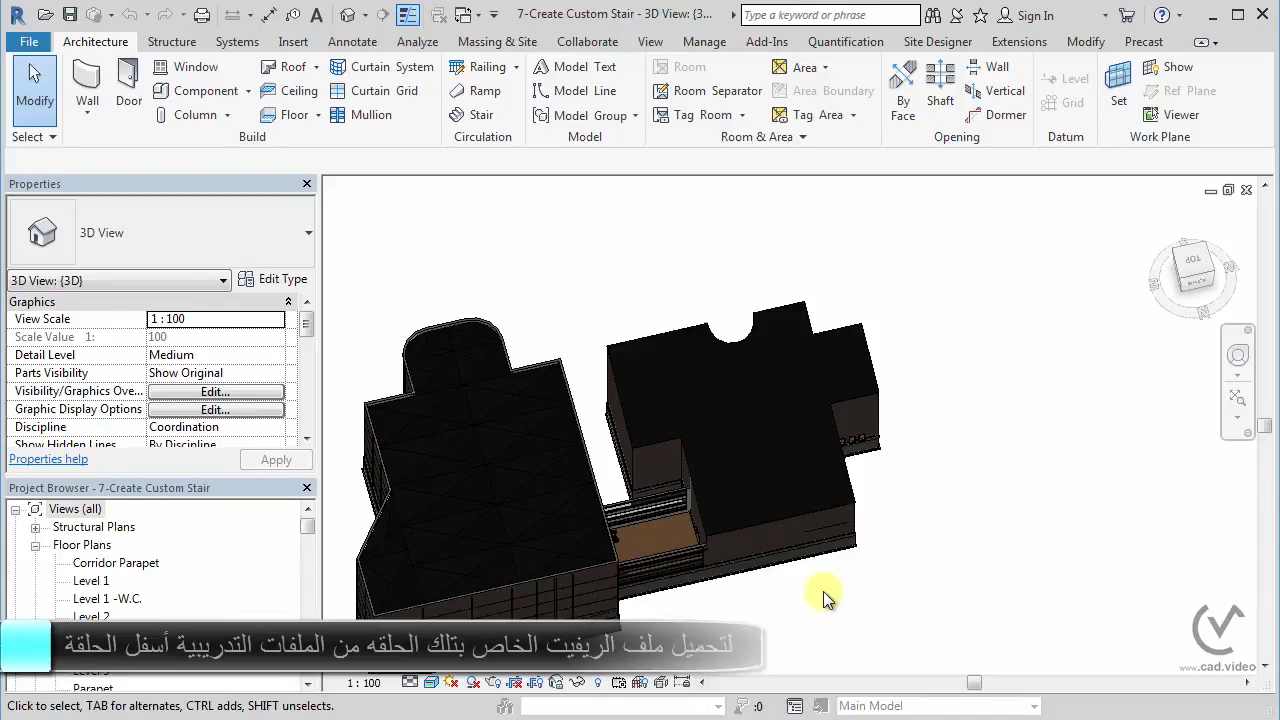 7-Create Custom Stair - 3D View: {3...
Type a keyword or phrase
Sign In
File Architecture Structure Systems Insert Annotate Analyze Massing & Site Collaborate View Manage Add-Ins Quantification Site Designer Extensions Modify Precast
Modify Wall Door Window Roof Curtain System Railing Model Text Room Area By Face Shaft Wall Level Set Show
Component Ceiling Curtain Grid Ramp Model Line Room Separator Area Boundary Vertical Grid Ref Plane
Column Floor Mullion Stair Model Group Tag Room Tag Area Dormer Viewer
Select Build Circulation Model Room & Area Opening Datum Work Plane
Properties
3D View
3D View: {3D} Edit Type
Graphics
View Scale 1 : 100
Scale Value 1: 100
Detail Level Medium
Parts Visibility Show Original
Visibility/Graphics Ove... Edit...
Graphic Display Options Edit...
Discipline Coordination
Show Hidden Lines By Discipline
Properties help Apply
Project Browser - 7-Create Custom Stair
Views (all)
Structural Plans
Floor Plans
Corridor Parapet
Level 1
Level 1 -W.C.
Level 2
Parapet
TOP
لتحميل ملف الريفيت الخاص بتلك الحلقه من الملفات التدريبية أسفل الحلقة
www.cad.video
1 : 100
Click to select, TAB for alternates, CTRL adds, SHIFT unselects.
:0
Main Model